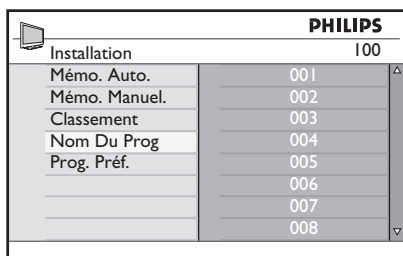 PHILIPS
Installation 100
Mémo. Auto. 001
Mémo. Manuel. 002
Classement 003
Nom Du Prog 004
Prog. Préf. 005
006
007
008